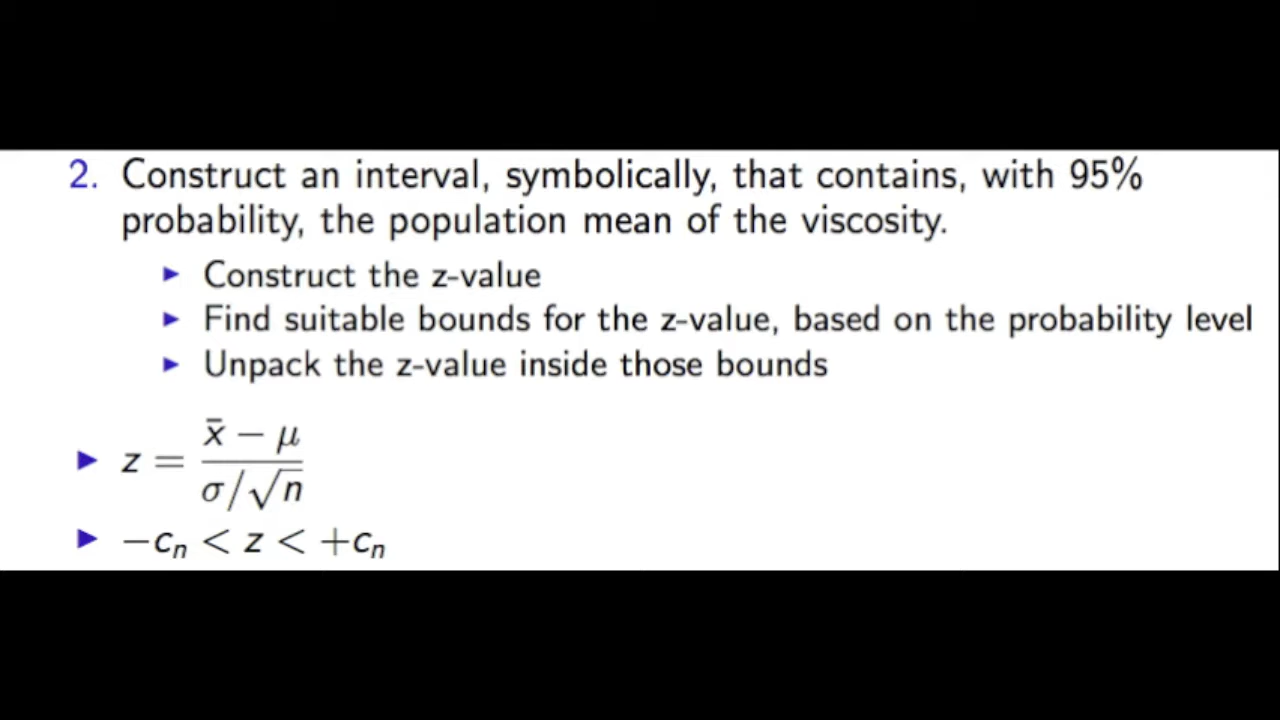 2. Construct an interval, symbolically, that contains, with 95%
probability, the population mean of the viscosity.
▶ Construct the z-value
▶ Find suitable bounds for the z-value, based on the probability level
▶ Unpack the z-value inside those bounds
▶ z = (x̄ − μ) / (σ/√n)
▶ −cₙ < z < +cₙ